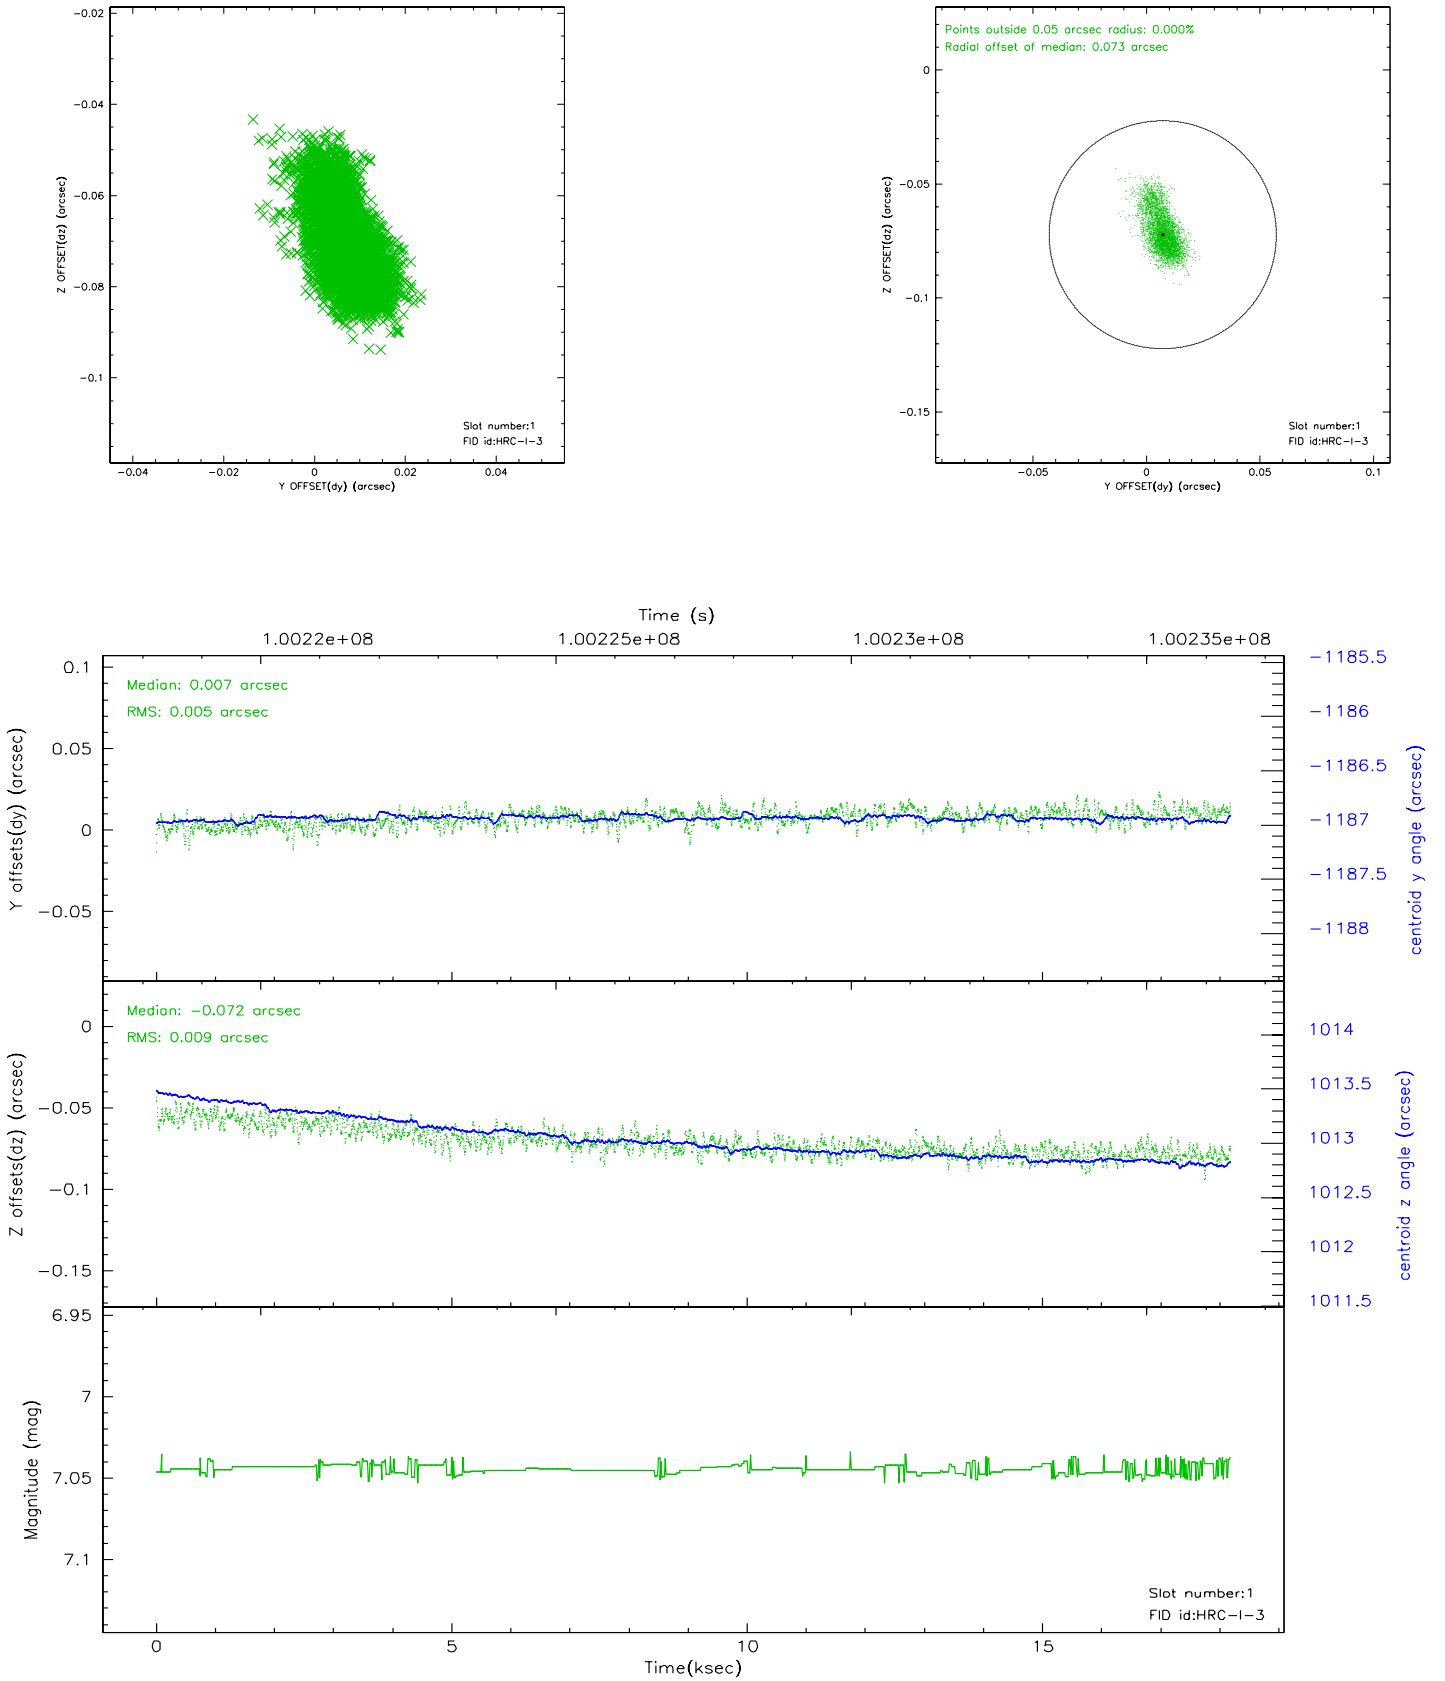 −0.02
−0.04
−0.06
−0.08
−0.1
Z OFFSET(dz) (arcsec)
Slot number:1
FID id:HRC−I−3
−0.04 −0.02 0 0.02 0.04
Y OFFSET(dy) (arcsec)
Points outside 0.05 arcsec radius: 0.000%
Radial offset of median: 0.073 arcsec
0
−0.05
−0.1
−0.15
Z OFFSET(dz) (arcsec)
Slot number:1
FID id:HRC−I−3
−0.05 0 0.05 0.1
Y OFFSET(dy) (arcsec)
Time (s)
1.0022e+08 1.00225e+08 1.0023e+08 1.00235e+08
Median: 0.007 arcsec
RMS: 0.005 arcsec
0.1
0.05
0
−0.05
Y offsets(dy) (arcsec)
−1185.5
−1186
−1186.5
−1187
−1187.5
−1188
centroid y angle (arcsec)
Median: −0.072 arcsec
RMS: 0.009 arcsec
0
−0.05
−0.1
−0.15
Z offsets(dz) (arcsec)
1014
1013.5
1013
1012.5
1012
1011.5
centroid z angle (arcsec)
6.95
7
7.05
7.1
Magnitude (mag)
Slot number:1
FID id:HRC−I−3
0 5 10 15
Time(ksec)